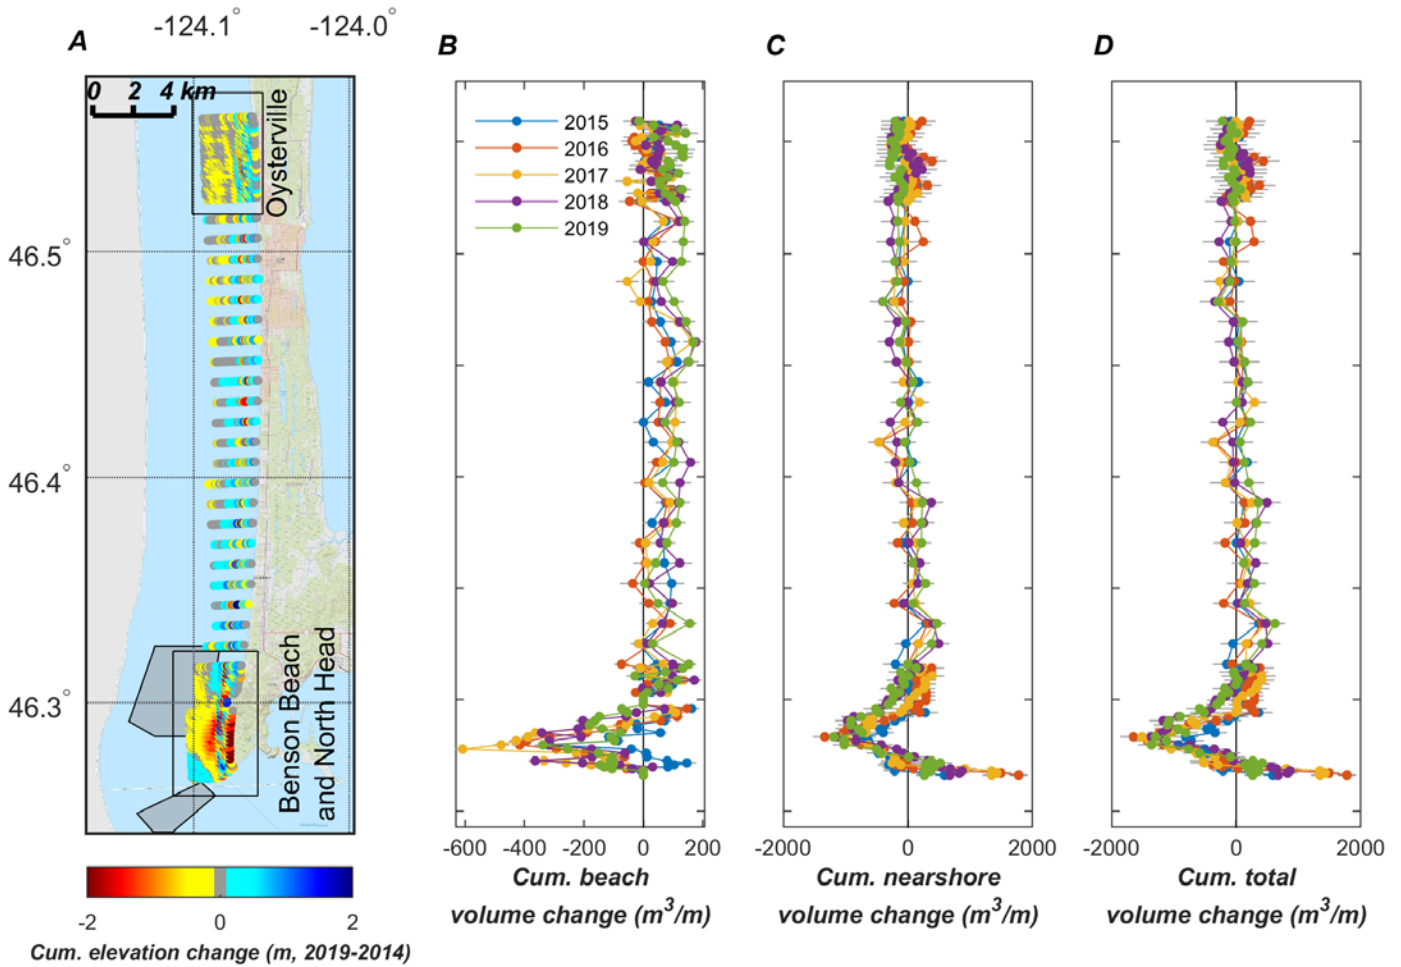 -124.1°
-124.0°
A
B
C
D
0 2 4 km
Oysterville
2015
2016
2017
2018
2019
46.5°
46.4°
46.3°
Benson Beach
and North Head
-600 -400 -200 0 200
-2000 0 2000
-2000 0 2000
Cum. beach
volume change (m³/m)
Cum. nearshore
volume change (m³/m)
Cum. total
volume change (m³/m)
-2 0 2
Cum. elevation change (m, 2019-2014)